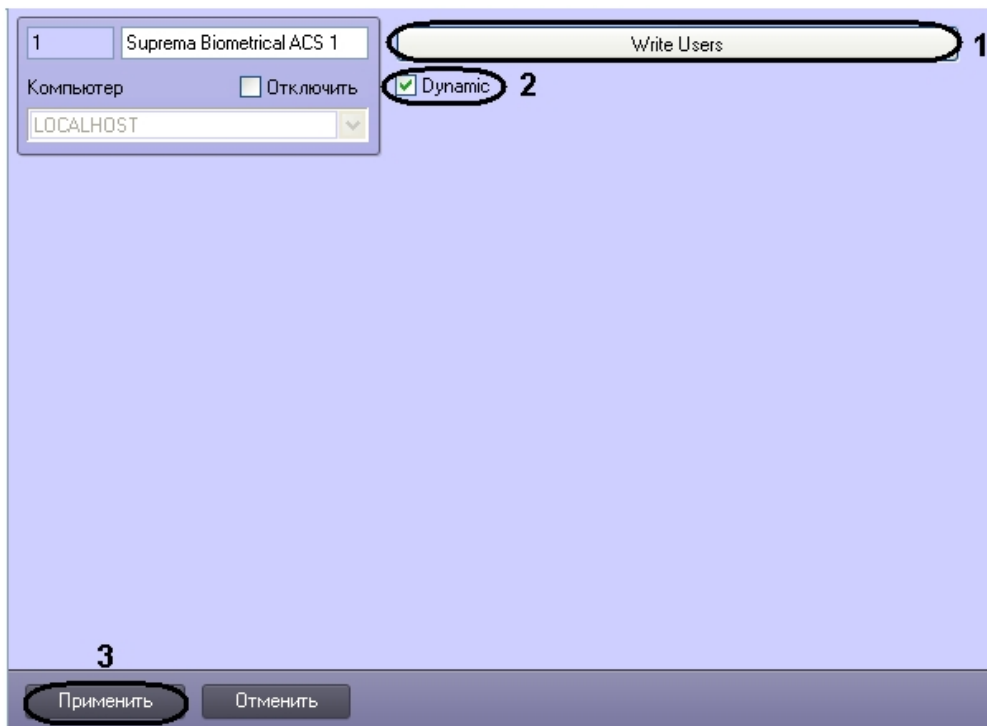 1 Suprema Biometrical ACS 1 Write Users 1
Компьютер Отключить Dynamic 2
LOCALHOST
3
Применить Отменить